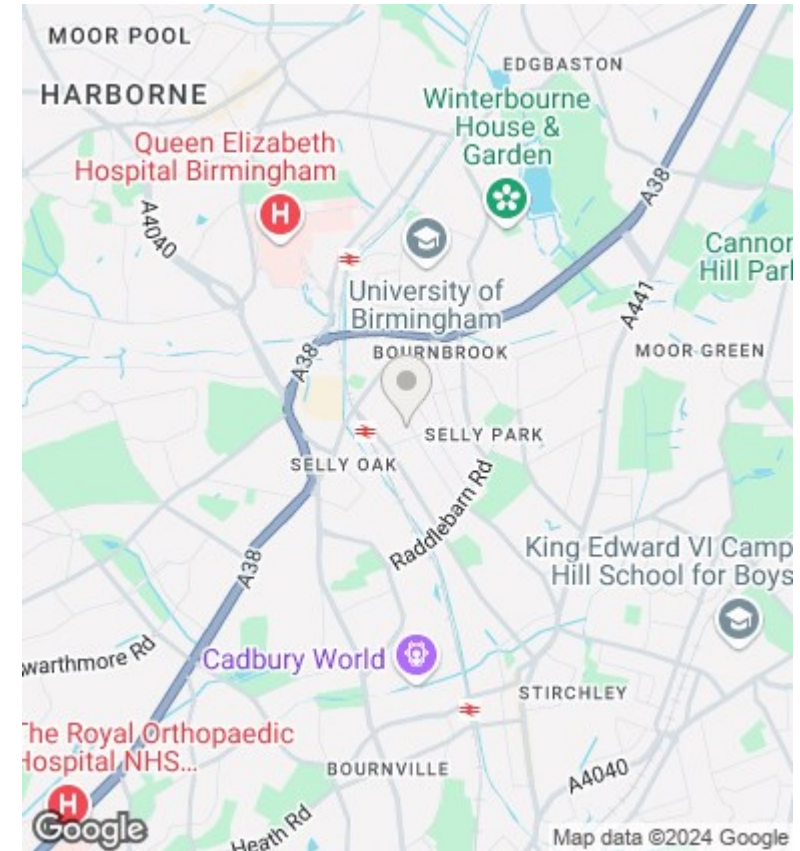 MOOR POOL
EDGBASTON
HARBORNE
Winterbourne
House &
Garden
Queen Elizabeth
Hospital Birmingham
H
A38
A4040
Cannon
Hill Park
University of
Birmingham
A441
A38
BOURNBROOK
MOOR GREEN
SELLY PARK
SELLY OAK
Raddlebarn Rd
A38
King Edward VI Camp
Hill School for Boys
warthmore Rd
Cadbury World
STIRCHLEY
The Royal Orthopaedic
Hospital NHS...
BOURNVILLE
A4040
H
Google
Heath Rd
Map data ©2024 Google